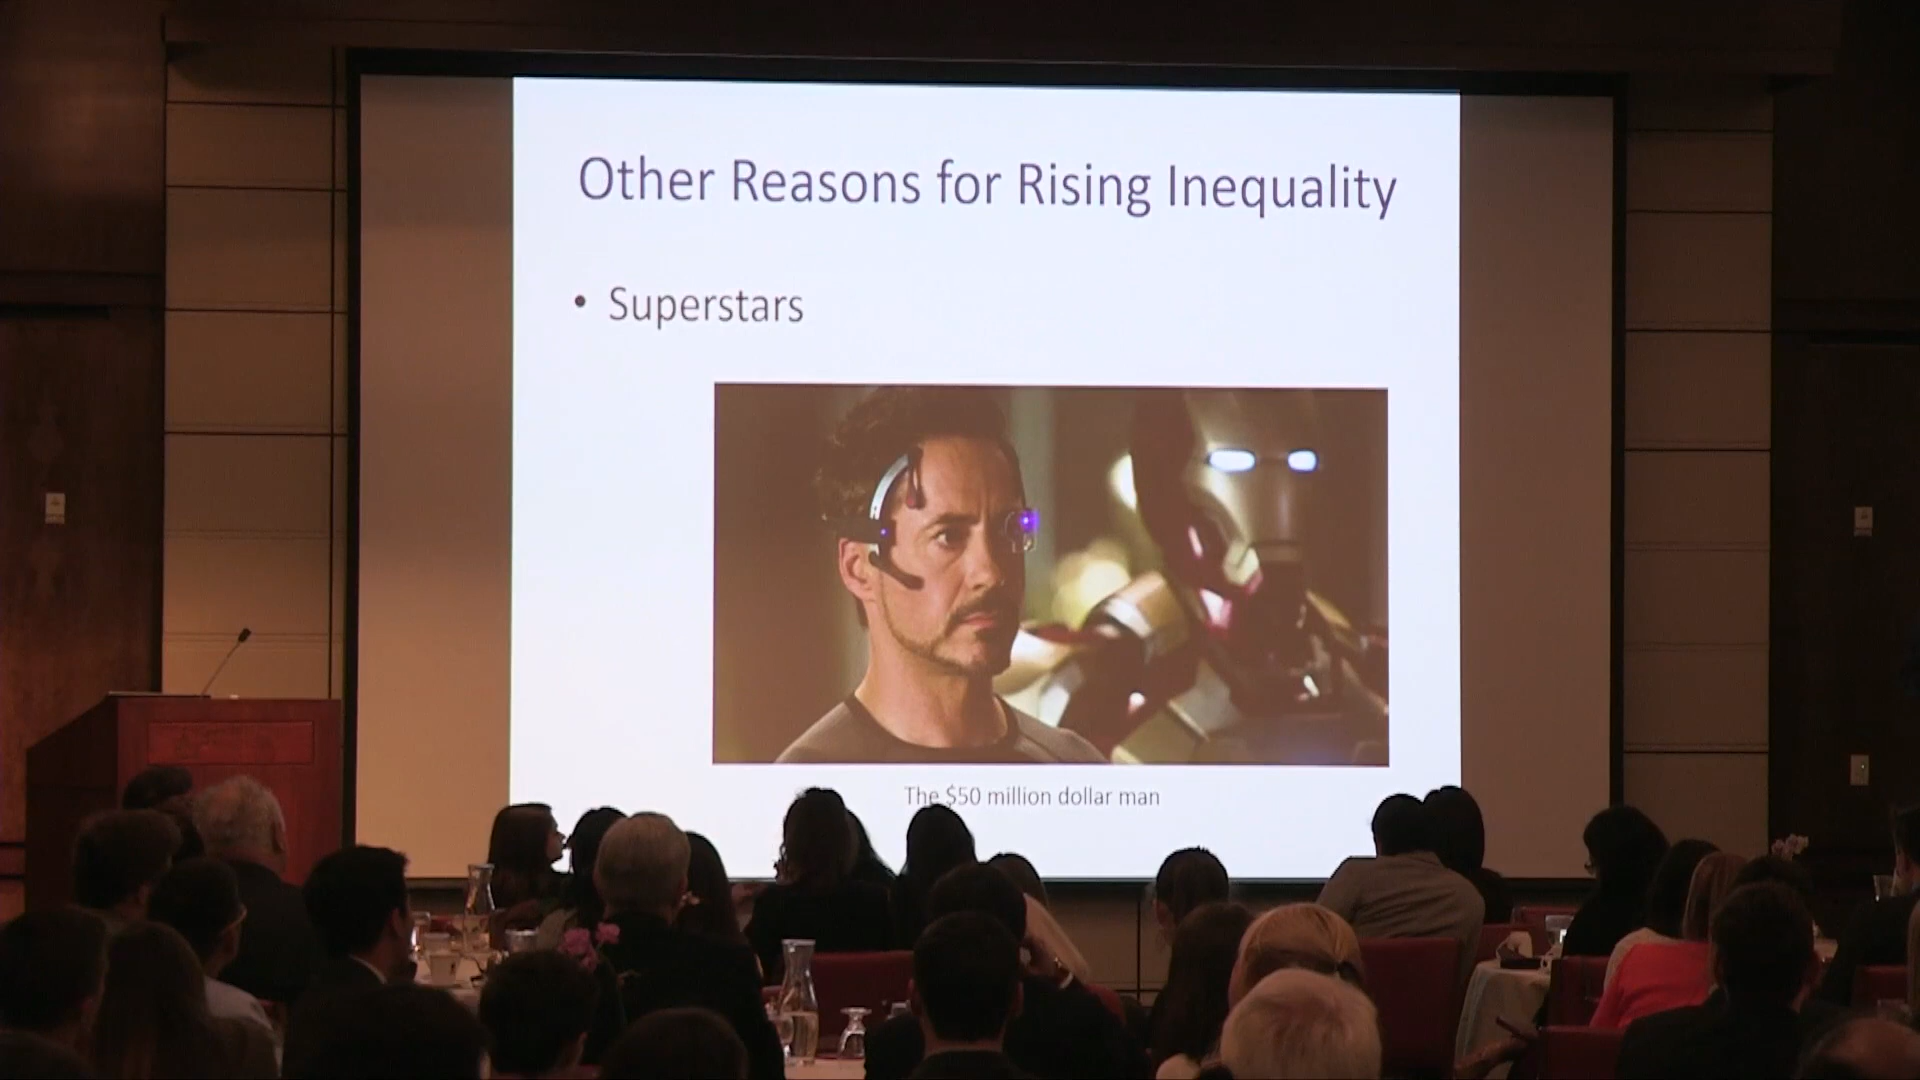 Other Reasons for Rising Inequality
• Superstars
The $50 million dollar man